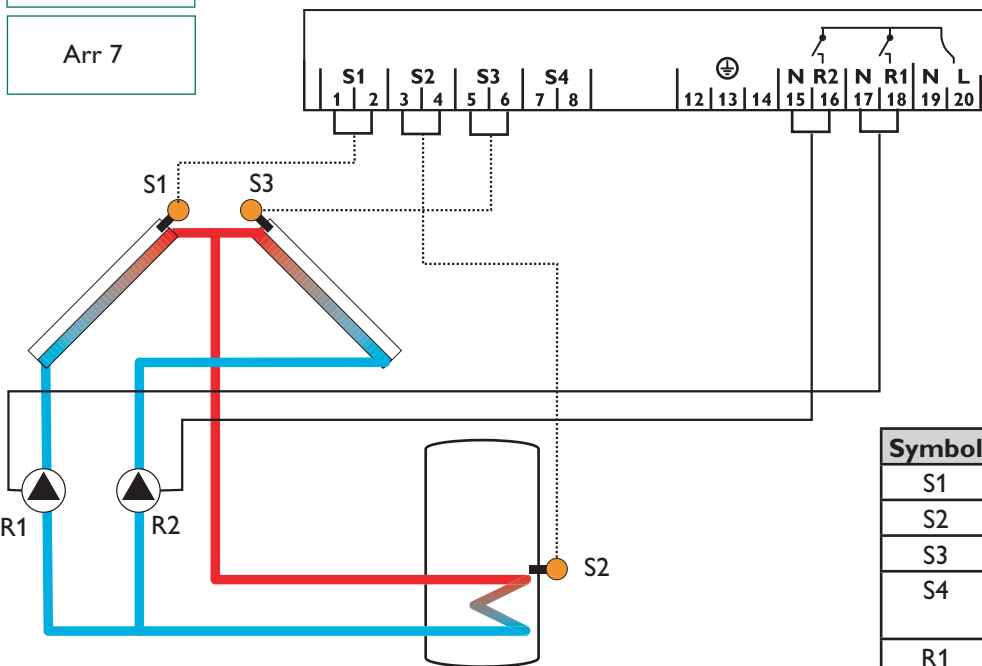 Arr 7
S1 S2 S3 S4 N R2 N R1 N L
1 2 3 4 5 6 7 8 12 13 14 15 16 17 18 19 20
S1 S3
R1 R2
S2
Symbol
S1
S2
S3
S4
R1